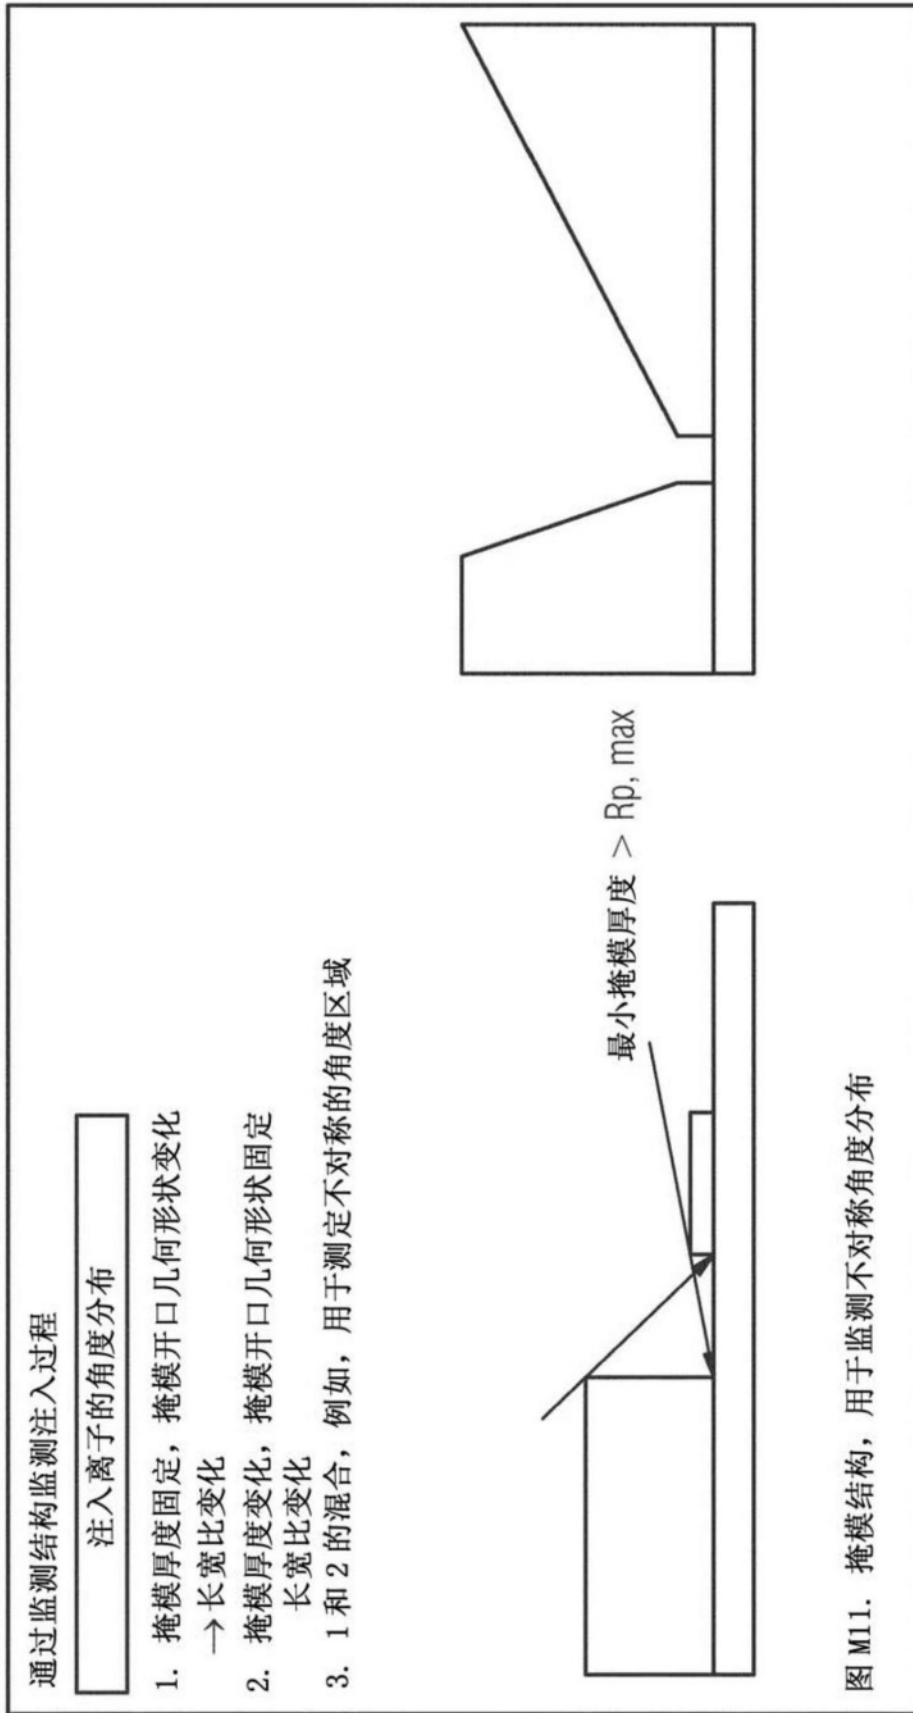 通过监测结构监测注入过程
注入离子的角度分布
1. 掩模厚度固定，掩模开口几何形状变化
→长宽比变化
2. 掩模厚度变化，掩模开口几何形状固定
长宽比变化
3. 1和2的混合，例如，用于测定不对称的角度区域
最小掩模厚度 > Rp, max
图 M11. 掩模结构，用于监测不对称角度分布